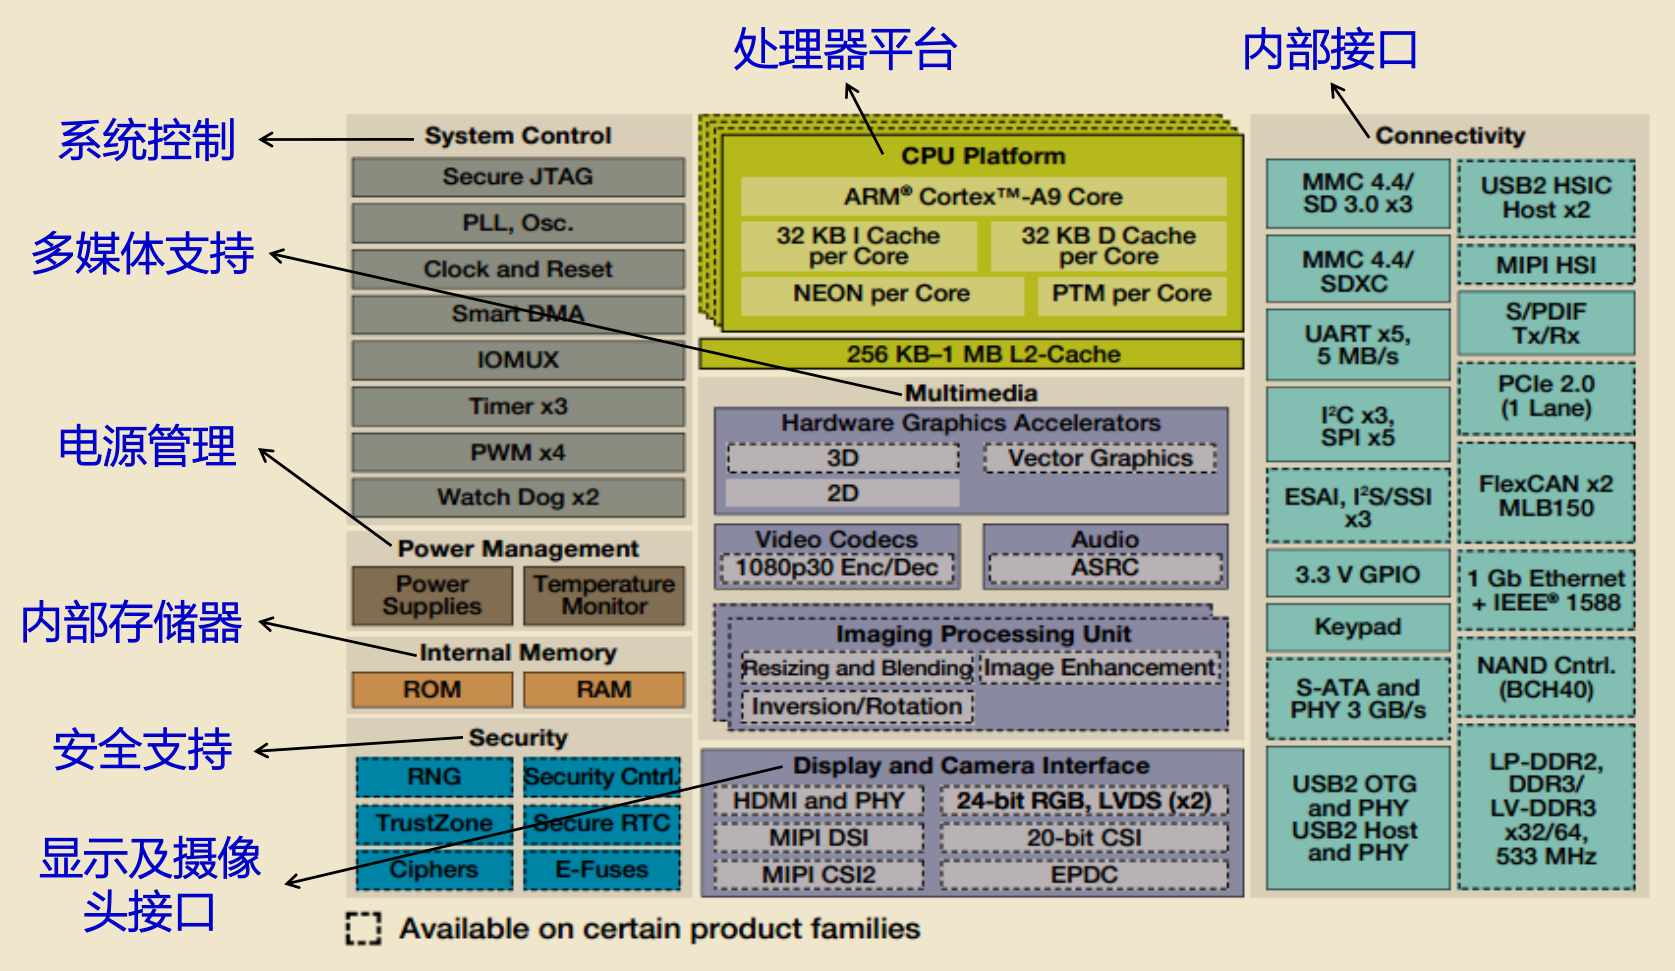 处理器平台
内部接口
系统控制
多媒体支持
电源管理
内部存储器
安全支持
显示及摄像
头接口
System Control
Secure JTAG
PLL, Osc.
Clock and Reset
Smart DMA
IOMUX
Timer x3
PWM x4
Watch Dog x2
Power Management
Power
Supplies
Temperature
Monitor
Internal Memory
ROM
RAM
Security
RNG
Security Cntrl.
TrustZone
Secure RTC
Ciphers
E-Fuses
CPU Platform
ARM® Cortex™-A9 Core
32 KB I Cache
per Core
32 KB D Cache
per Core
NEON per Core
PTM per Core
256 KB–1 MB L2-Cache
Multimedia
Hardware Graphics Accelerators
3D
Vector Graphics
2D
Video Codecs
1080p30 Enc/Dec
Audio
ASRC
Imaging Processing Unit
Resizing and Blending
Image Enhancement
Inversion/Rotation
Display and Camera Interface
HDMI and PHY
24-bit RGB, LVDS (x2)
MIPI DSI
20-bit CSI
MIPI CSI2
EPDC
Connectivity
MMC 4.4/
SD 3.0 x3
MMC 4.4/
SDXC
UART x5,
5 MB/s
I²C x3,
SPI x5
ESAI, I²S/SSI
x3
3.3 V GPIO
Keypad
S-ATA and
PHY 3 GB/s
USB2 OTG
and PHY
USB2 Host
and PHY
USB2 HSIC
Host x2
MIPI HSI
S/PDIF
Tx/Rx
PCIe 2.0
(1 Lane)
FlexCAN x2
MLB150
1 Gb Ethernet
+ IEEE® 1588
NAND Cntrl.
(BCH40)
LP-DDR2,
DDR3/
LV-DDR3
x32/64,
533 MHz
Available on certain product families